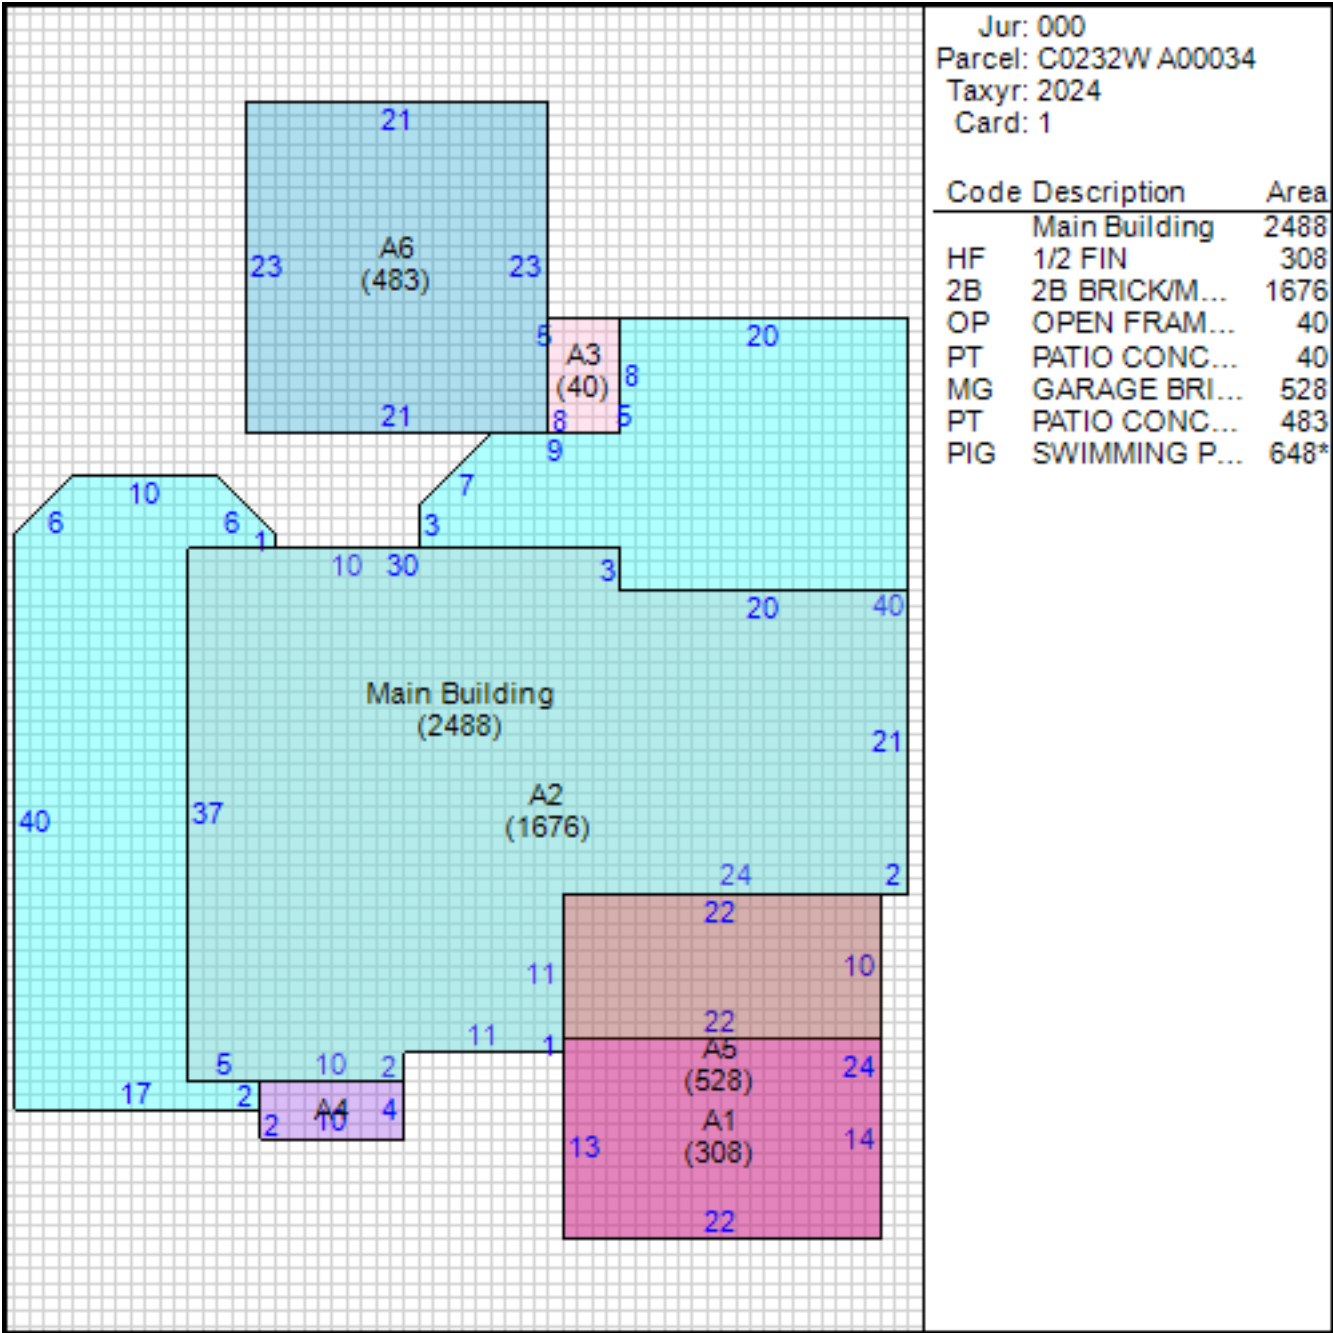 Jur: 000
Parcel: C0232W A00034
Taxyr: 2024
Card: 1
Code Description Area
Main Building 2488
HF 1/2 FIN 308
2B 2B BRICK/M... 1676
OP OPEN FRAM... 40
PT PATIO CONC... 40
MG GARAGE BRI... 528
PT PATIO CONC... 483
PIG SWIMMING P... 648*
21
A6
23 (483) 23
21
5 20
A3
(40) 8
8 5
9
7
3
10
6 6
1
10 30 3
20 40
Main Building
(2488)
21
A2
(1676)
40 37
24 2
22
11 10
22
11 1
5 10 2
A5
(528) 24
17 2
A4
2 10 4
A1
(308)
13 14
22